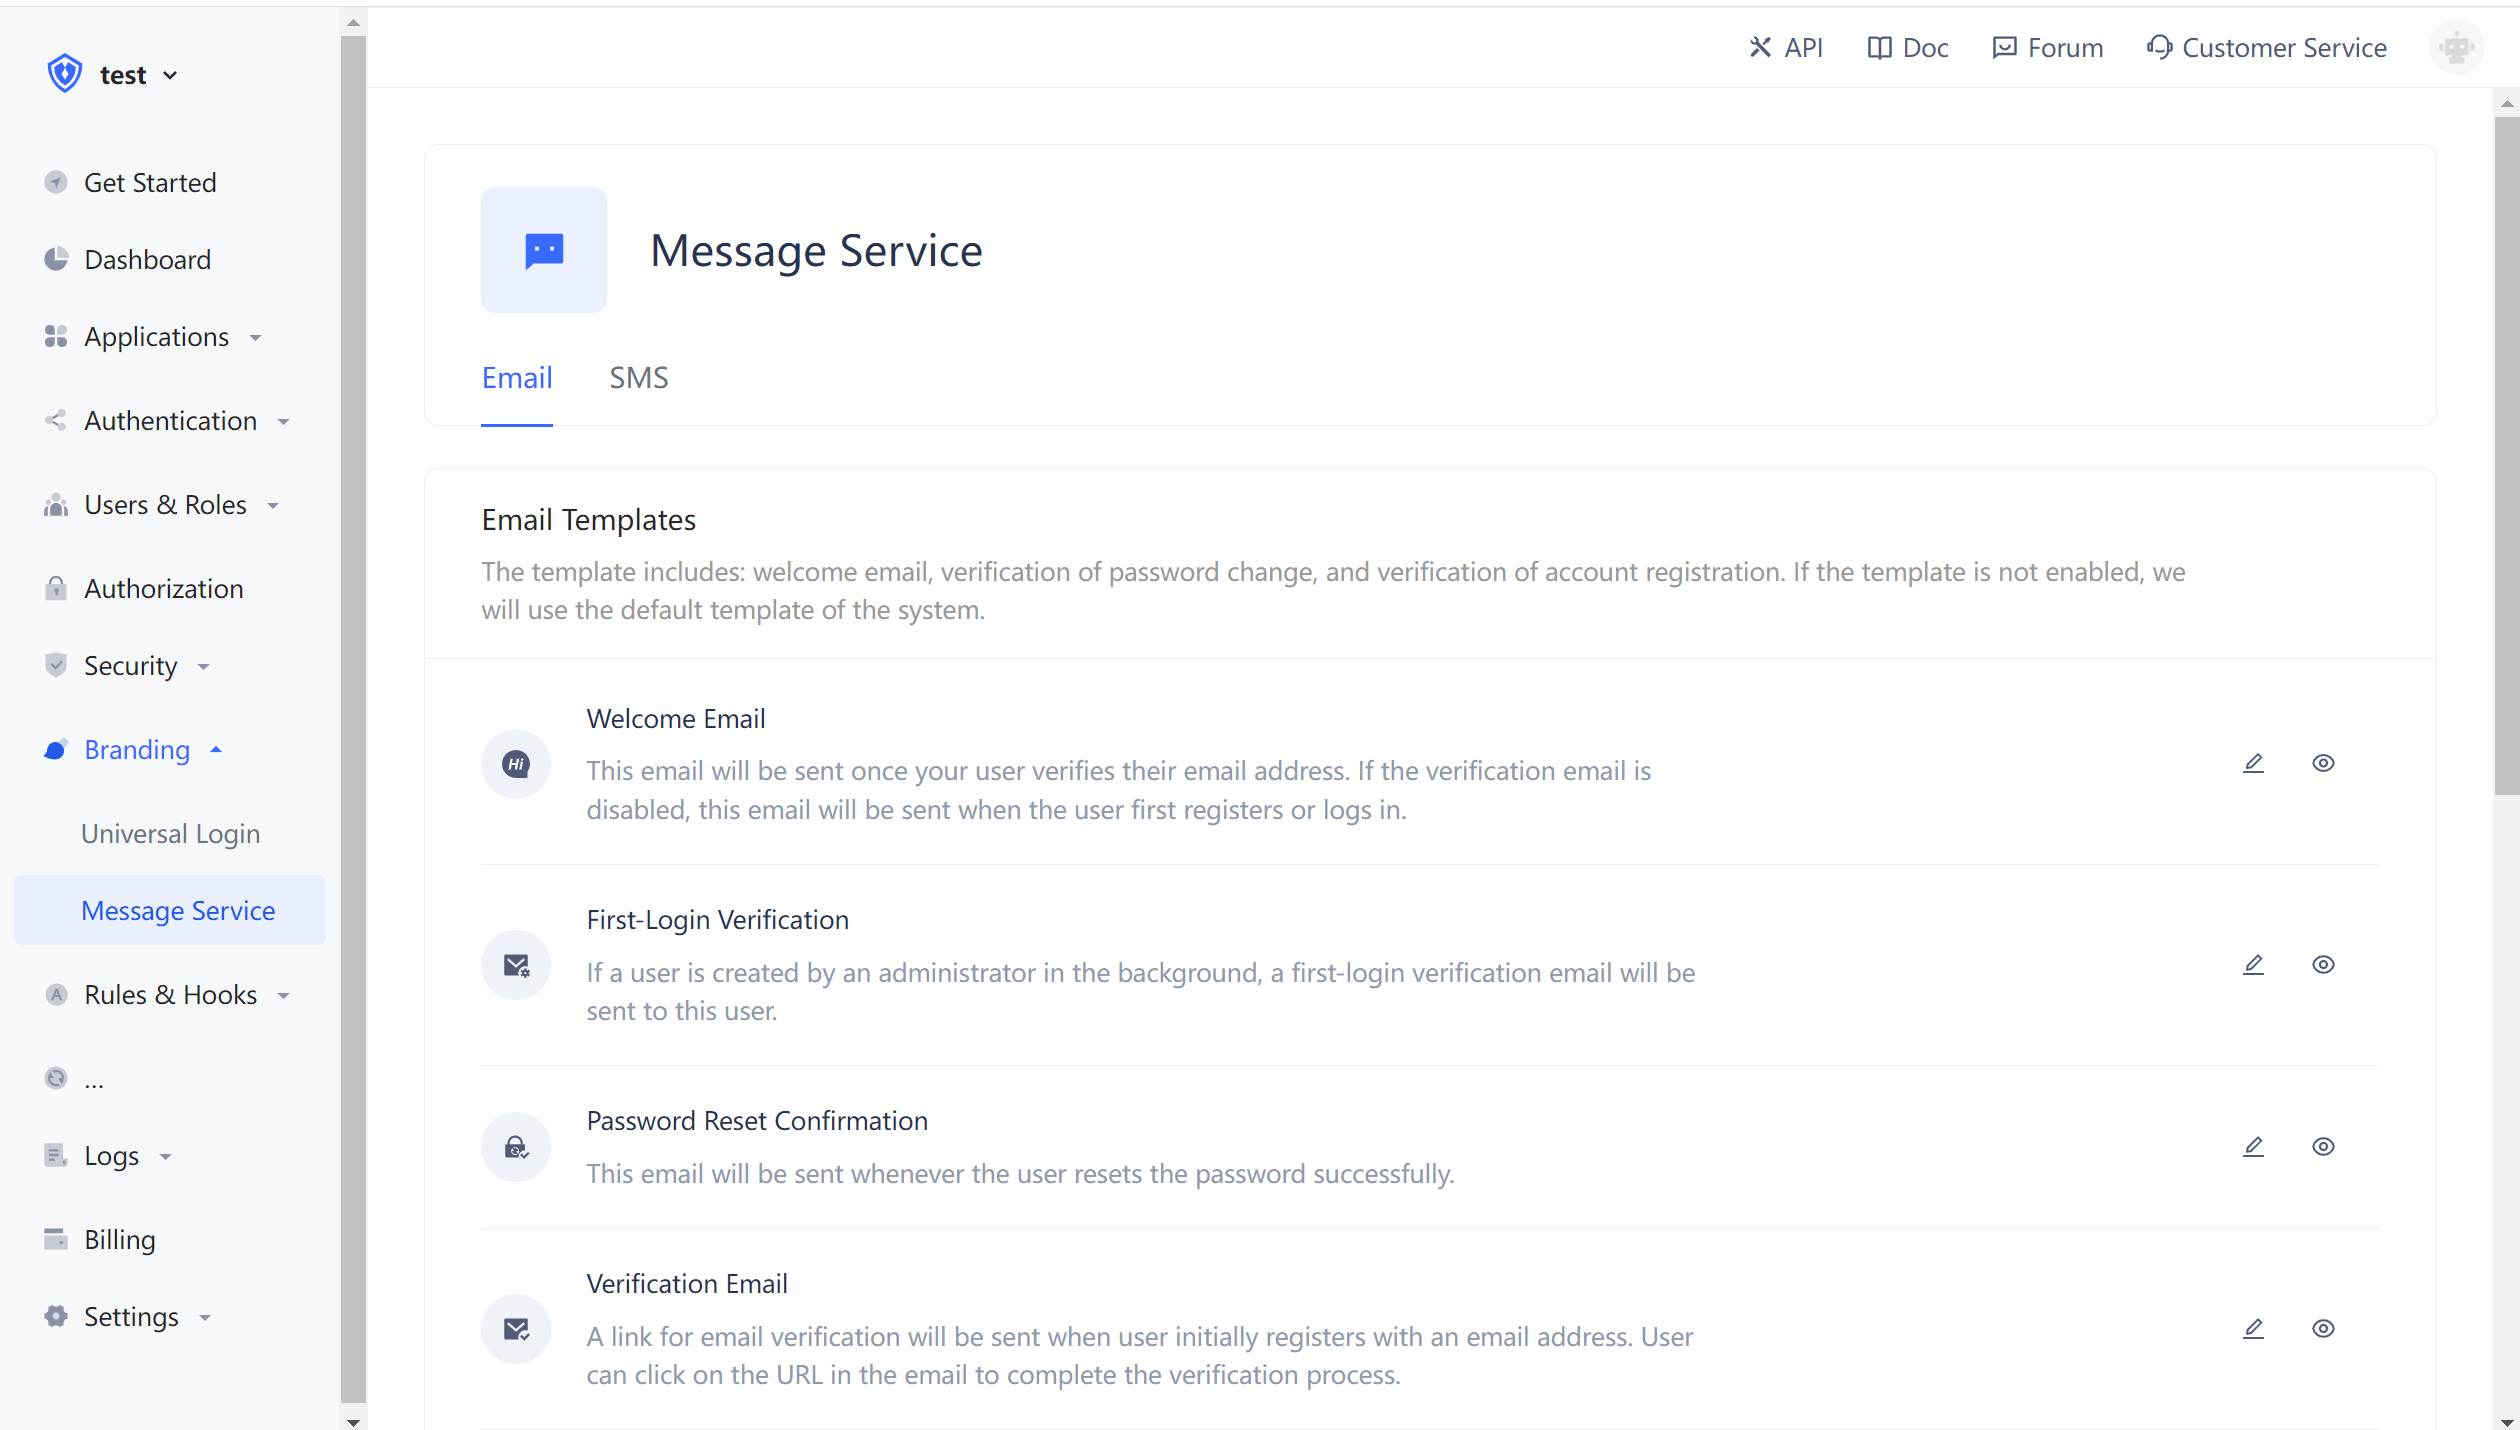 test
Get Started
Dashboard
Applications
Authentication
Users & Roles
Authorization
Security
Branding
Universal Login
Message Service
Rules & Hooks
...
Logs
Billing
Settings
API
Doc
Forum
Customer Service
Message Service
Email
SMS
Email Templates
The template includes: welcome email, verification of password change, and verification of account registration. If the template is not enabled, we
will use the default template of the system.
Hi
Welcome Email
This email will be sent once your user verifies their email address. If the verification email is
disabled, this email will be sent when the user first registers or logs in.
First-Login Verification
If a user is created by an administrator in the background, a first-login verification email will be
sent to this user.
Password Reset Confirmation
This email will be sent whenever the user resets the password successfully.
Verification Email
A link for email verification will be sent when user initially registers with an email address. User
can click on the URL in the email to complete the verification process.